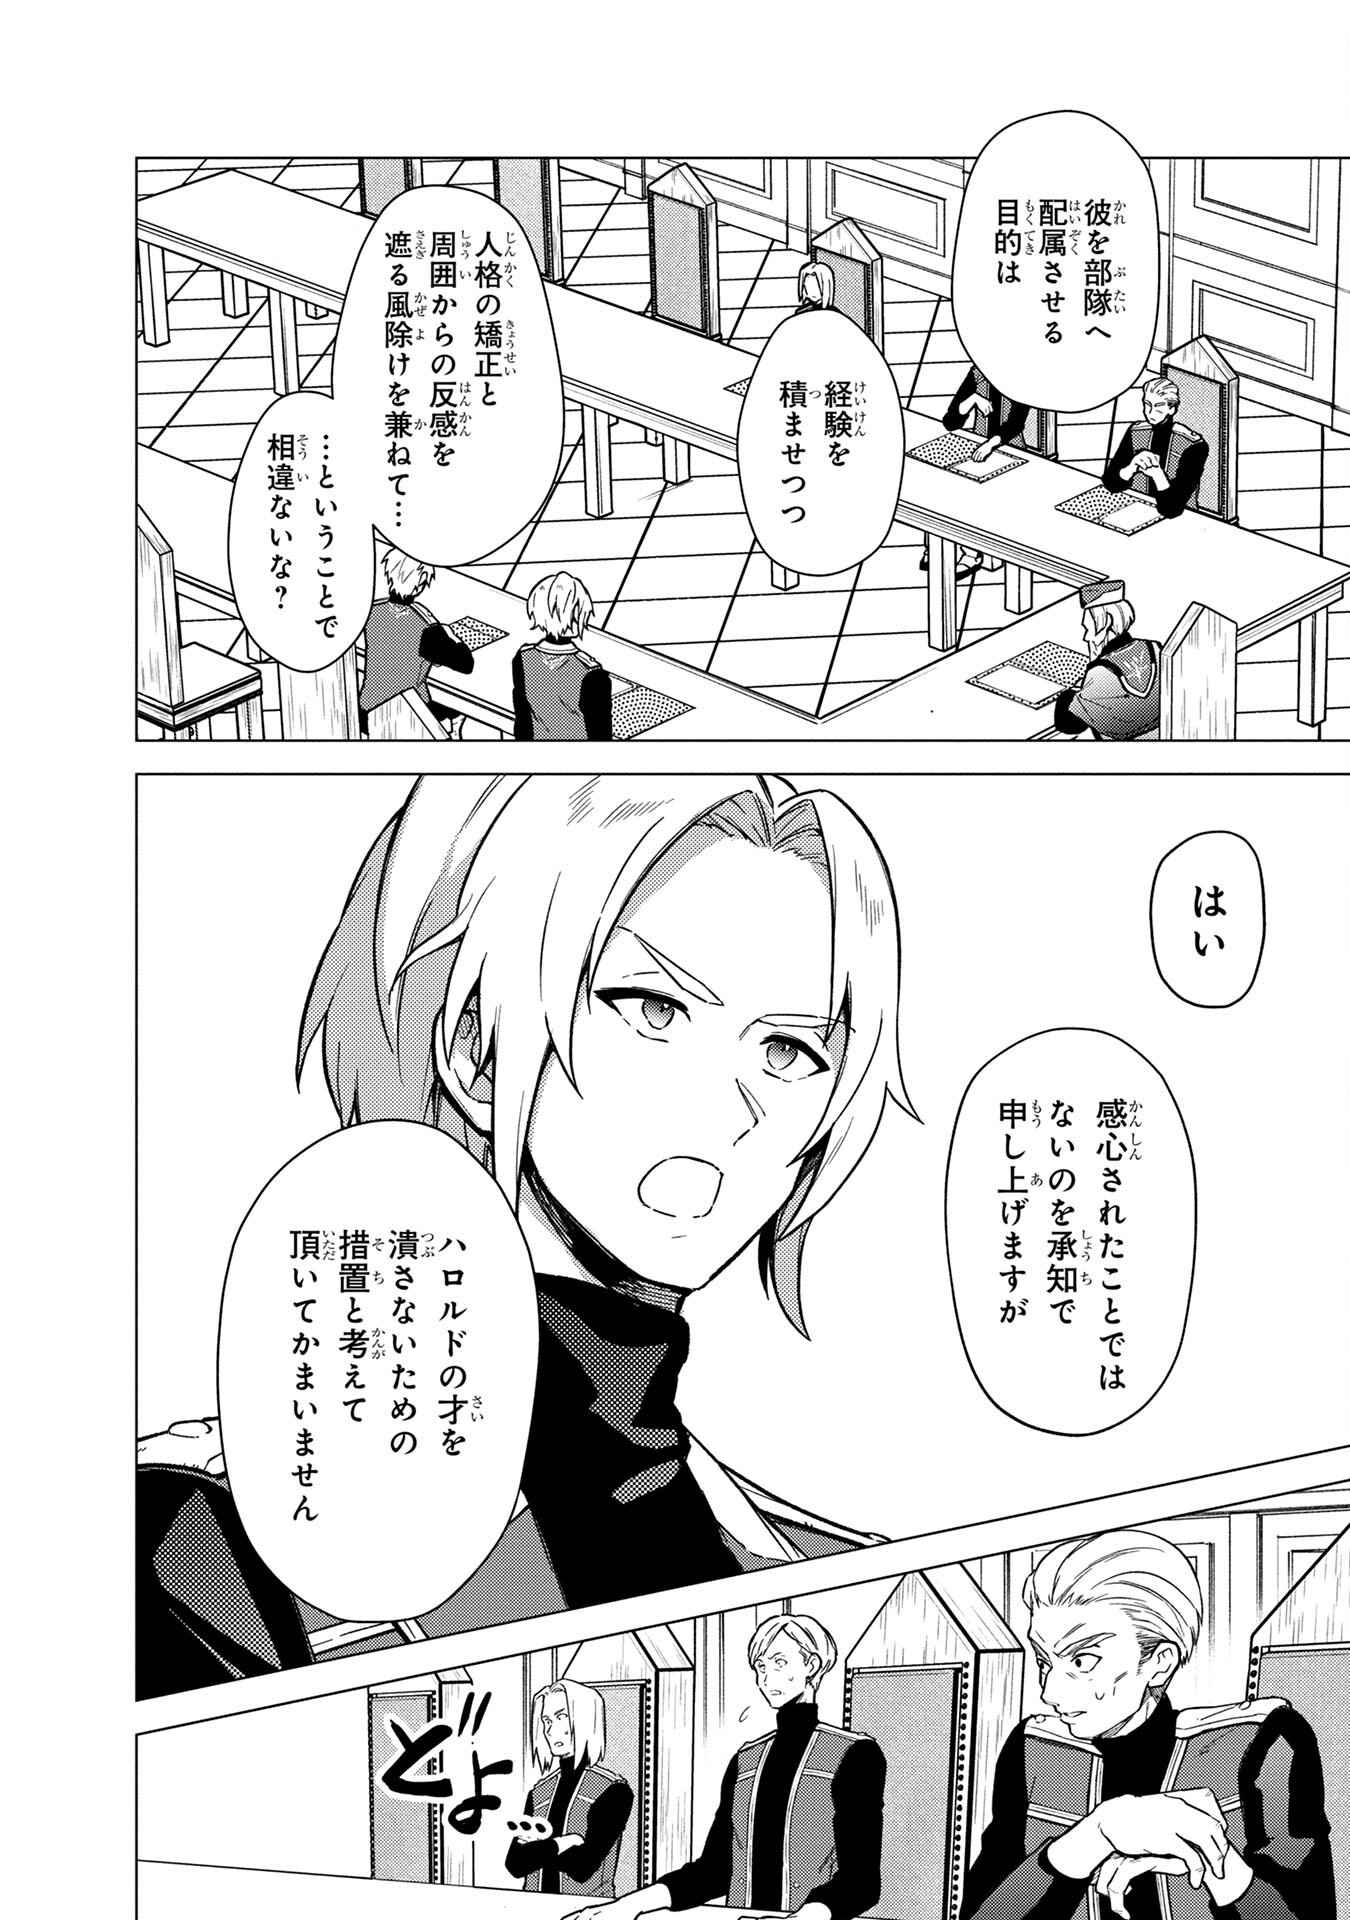 彼を部隊へ
配属させる
目的は
経験を
積ませつつ
人格の矯正と
周囲からの反感を
遮る風除けを兼ねて…
…ということで
相違ないな?
はい
感心されたことでは
ないのを承知で
申し上げますが
ハロルドの才を
潰さないための
措置と考えて
頂いてかまいません
どよ…